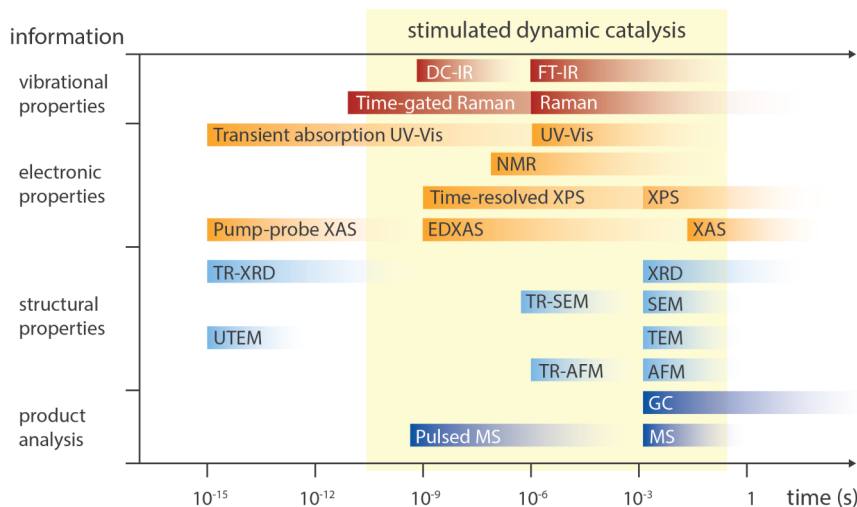 information
stimulated dynamic catalysis
vibrational
properties
DC-IR
FT-IR
Time-gated Raman
Raman
electronic
properties
Transient absorption UV-Vis
UV-Vis
NMR
Time-resolved XPS
XPS
Pump-probe XAS
EDXAS
XAS
structural
properties
TR-XRD
XRD
TR-SEM
SEM
UTEM
TEM
TR-AFM
AFM
product
analysis
GC
Pulsed MS
MS
10⁻¹⁵
10⁻¹²
10⁻⁹
10⁻⁶
10⁻³
1
time (s)